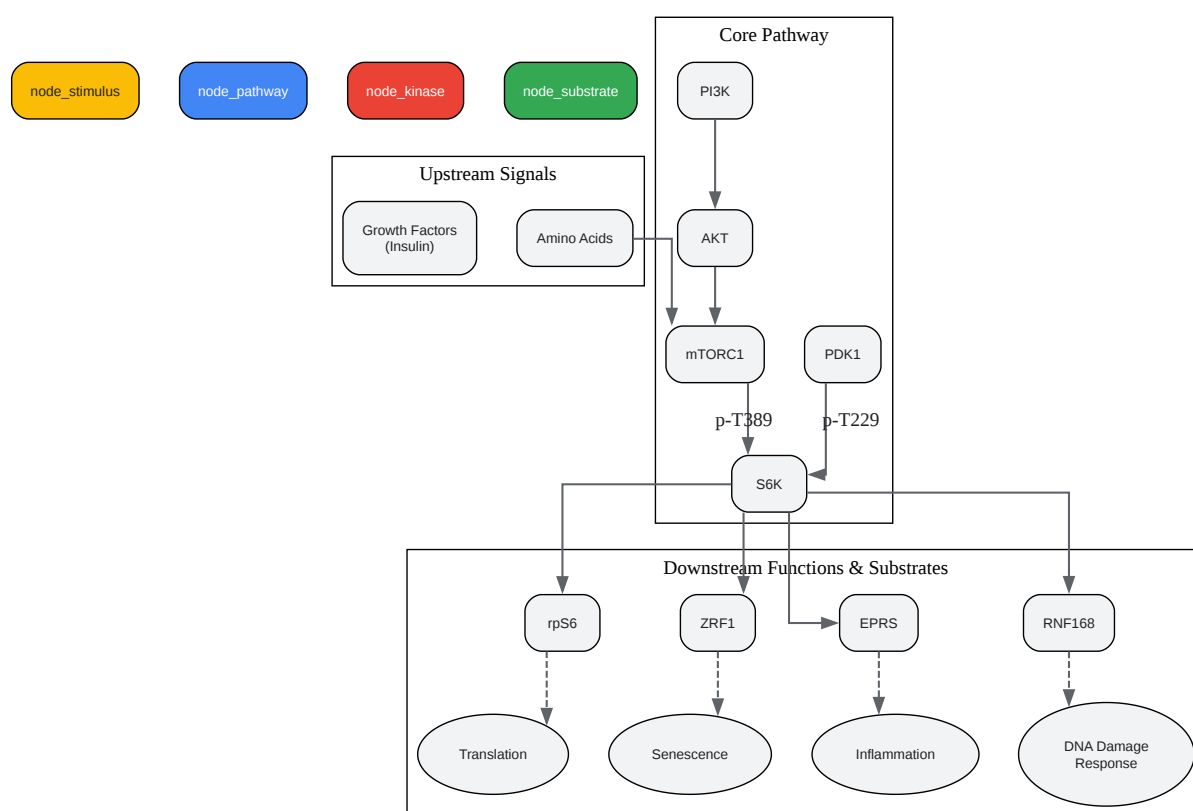 Core Pathway
node_stimulus
node_pathway
node_kinase
node_substrate
PI3K
Upstream Signals
Growth Factors
(Insulin)
Amino Acids
AKT
mTORC1
PDK1
p-T389
p-T229
S6K
Downstream Functions & Substrates
rpS6
ZRF1
EPRS
RNF168
Translation
Senescence
Inflammation
DNA Damage
Response